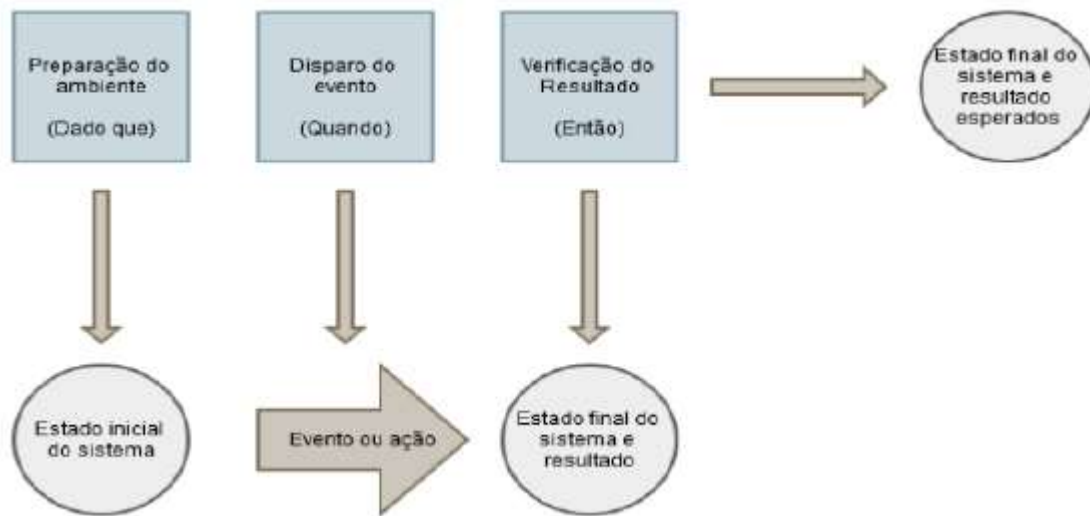 Preparação do
ambiente
(Dado que)
Disparo do
evento
(Quando)
Verificação do
Resultado
(Então)
Estado final do
sistema e
resultado
esperados
Estado inicial
do sistema
Evento ou ação
Estado final do
sistema e
resultado